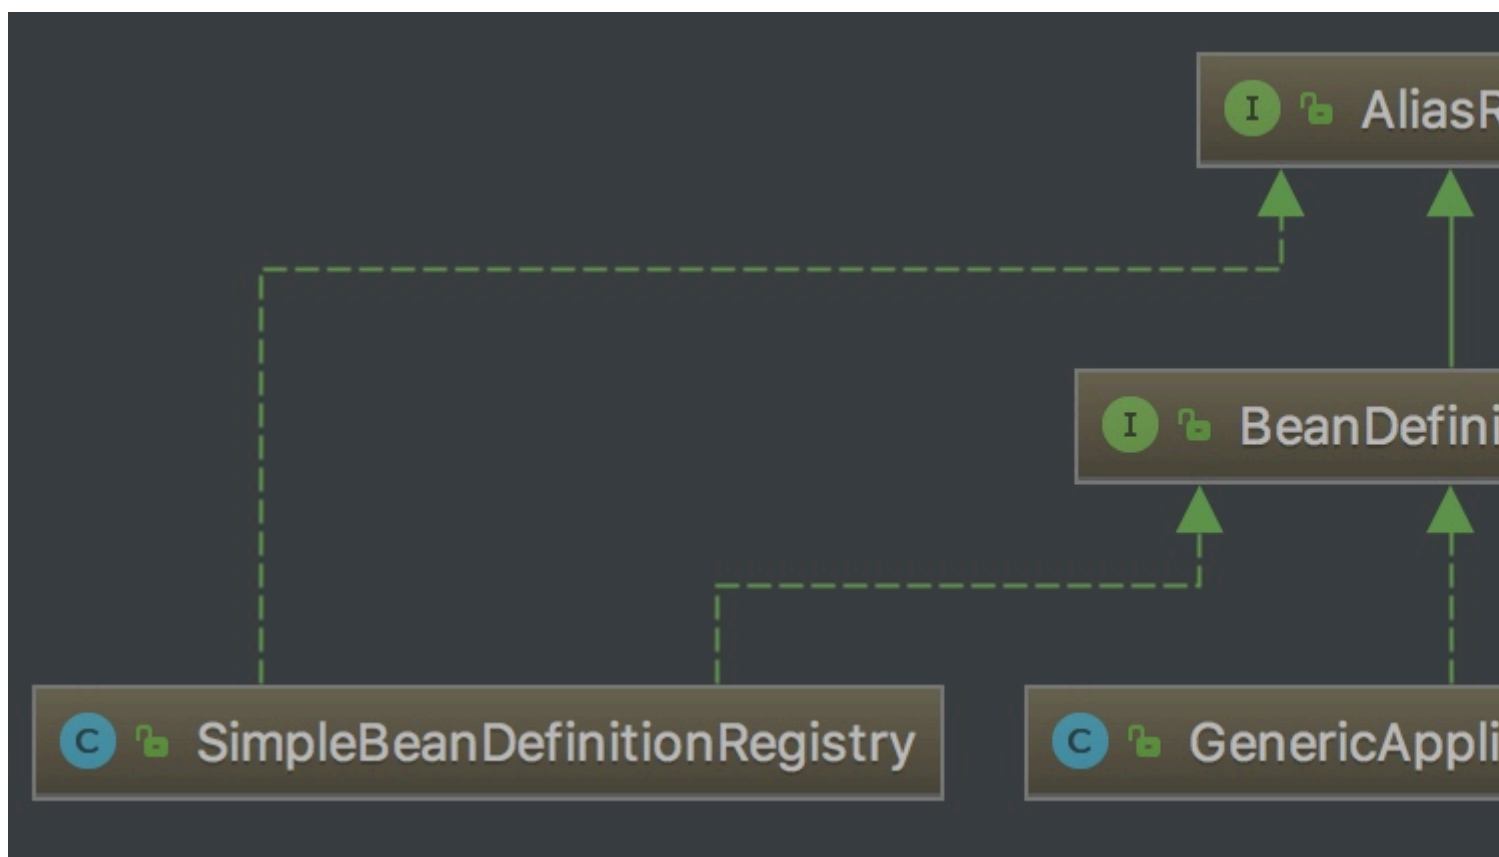 I AliasR
I BeanDefini
C SimpleBeanDefinitionRegistry
C GenericAppli